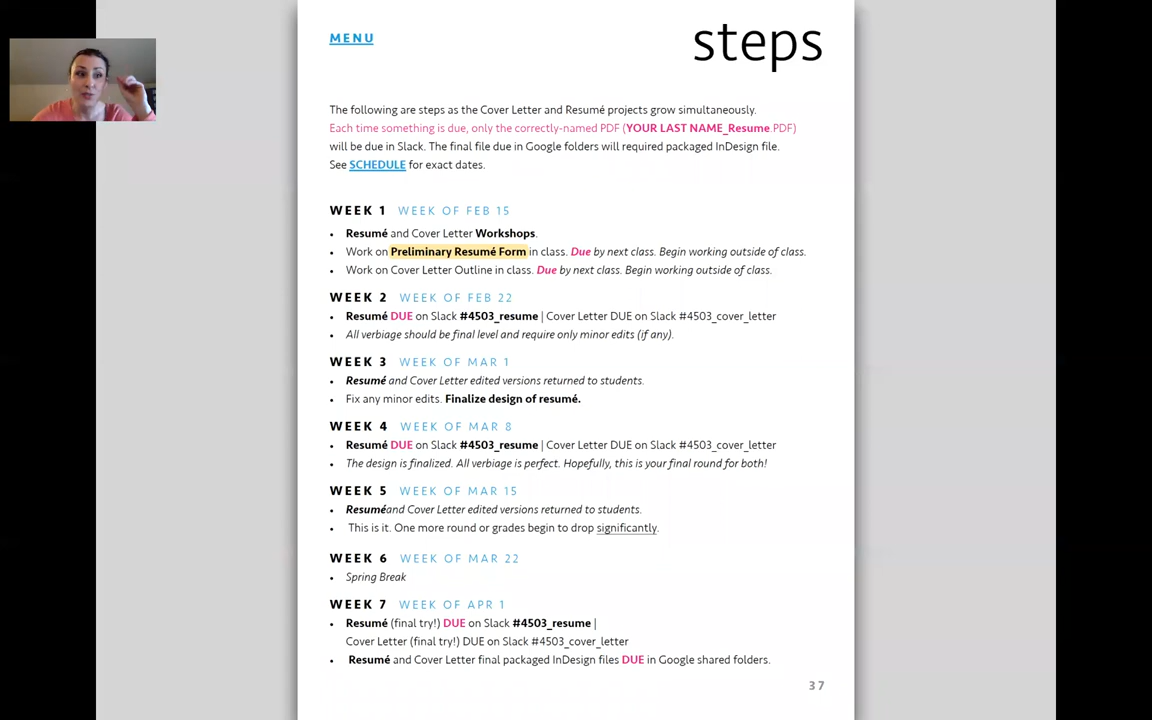 MENU
steps
The following are steps as the Cover Letter and Resumé projects grow simultaneously.
Each time something is due, only the correctly-named PDF (YOUR LAST NAME_Resume.PDF)
will be due in Slack. The final file due in Google folders will required packaged InDesign file.
See SCHEDULE for exact dates.
WEEK 1 WEEK OF FEB 15
• Resumé and Cover Letter Workshops.
• Work on Preliminary Resumé Form in class. Due by next class. Begin working outside of class.
• Work on Cover Letter Outline in class. Due by next class. Begin working outside of class.
WEEK 2 WEEK OF FEB 22
• Resumé DUE on Slack #4503_resume | Cover Letter DUE on Slack #4503_cover_letter
• All verbiage should be final level and require only minor edits (if any).
WEEK 3 WEEK OF MAR 1
• Resumé and Cover Letter edited versions returned to students.
• Fix any minor edits. Finalize design of resumé.
WEEK 4 WEEK OF MAR 8
• Resumé DUE on Slack #4503_resume | Cover Letter DUE on Slack #4503_cover_letter
• The design is finalized. All verbiage is perfect. Hopefully, this is your final round for both!
WEEK 5 WEEK OF MAR 15
• Resuméand Cover Letter edited versions returned to students.
• This is it. One more round or grades begin to drop significantly.
WEEK 6 WEEK OF MAR 22
• Spring Break
WEEK 7 WEEK OF APR 1
• Resumé (final try!) DUE on Slack #4503_resume |
Cover Letter (final try!) DUE on Slack #4503_cover_letter
• Resumé and Cover Letter final packaged InDesign files DUE in Google shared folders.
37